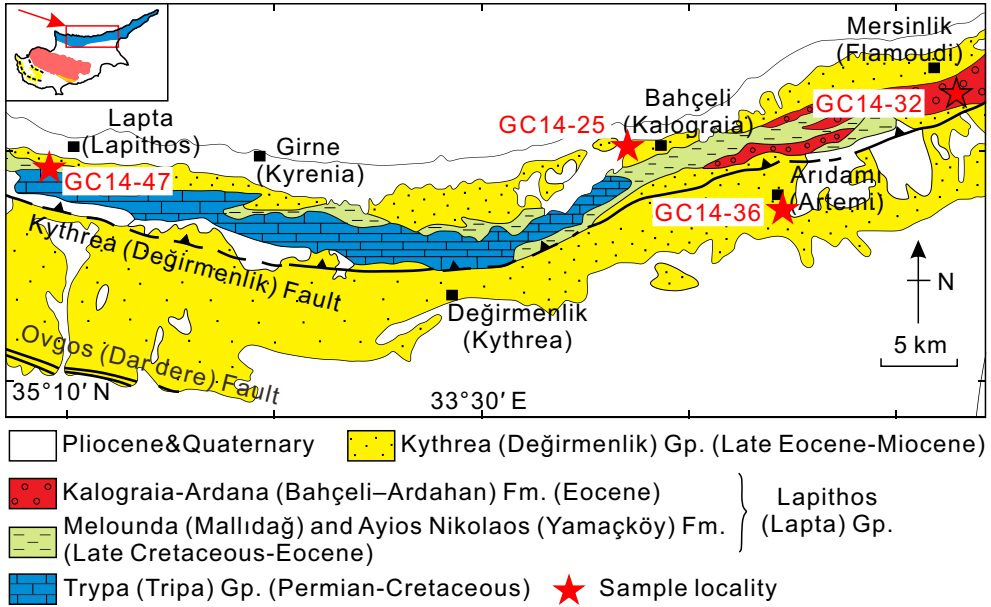 Mersinlik
(Flamoudi)
GC14-32
Bahçeli
(Kalograia)
GC14-25
Lapta
(Lapithos)
Girne
(Kyrenia)
GC14-47
Arıdamı
(Artemi)
GC14-36
Kythrea (Değirmenlik) Fault
N
Değirmenlik
(Kythrea)
Ovgos (Dar dere) Fault
5 km
35°10′ N
33°30′ E
Pliocene&Quaternary
Kythrea (Değirmenlik) Gp. (Late Eocene-Miocene)
Kalograia-Ardana (Bahçeli–Ardahan) Fm. (Eocene)
Lapithos
(Lapta) Gp.
Melounda (Mallıdağ) and Ayios Nikolaos (Yamaçköy) Fm.
(Late Cretaceous-Eocene)
Trypa (Tripa) Gp. (Permian-Cretaceous)
Sample locality